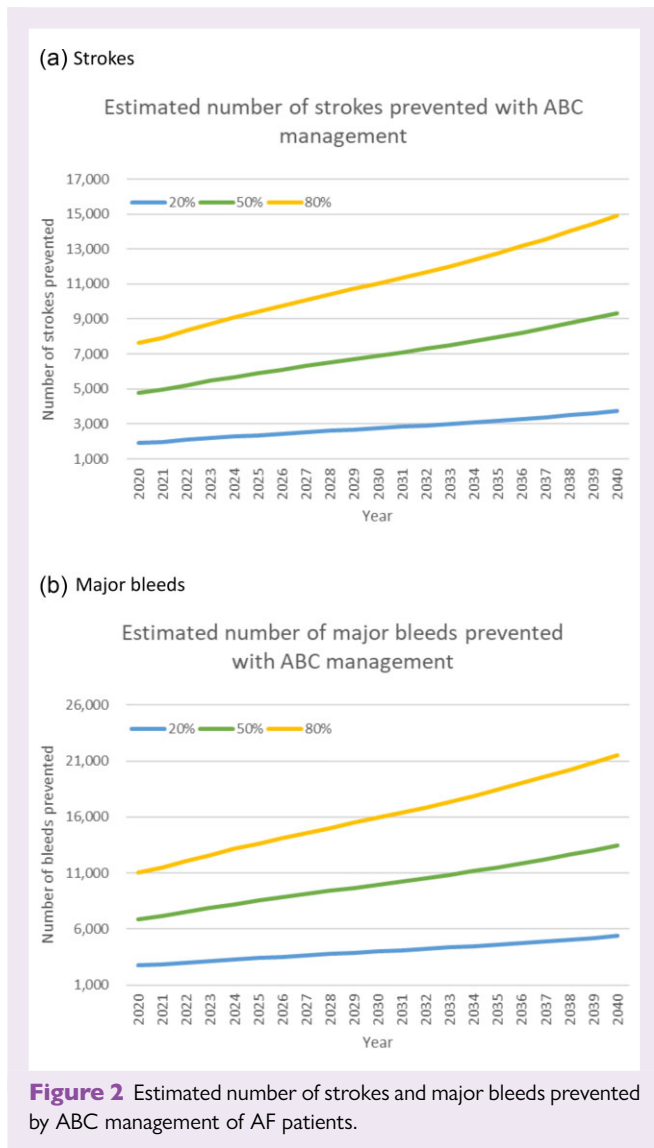 (a) Strokes
Estimated number of strokes prevented with ABC
management
17,000
20% 50% 80%
15,000
13,000
11,000
9,000
7,000
5,000
3,000
1,000
Number of strokes prevented
2020 2021 2022 2023 2024 2025 2026 2027 2028 2029 2030 2031 2032 2033 2034 2035 2036 2037 2038 2039 2040
Year
(b) Major bleeds
Estimated number of major bleeds prevented
with ABC management
26,000
20% 50% 80%
21,000
16,000
11,000
6,000
1,000
Number of bleeds prevented
2020 2021 2022 2023 2024 2025 2026 2027 2028 2029 2030 2031 2032 2033 2034 2035 2036 2037 2038 2039 2040
Year
Figure 2 Estimated number of strokes and major bleeds prevented
by ABC management of AF patients.